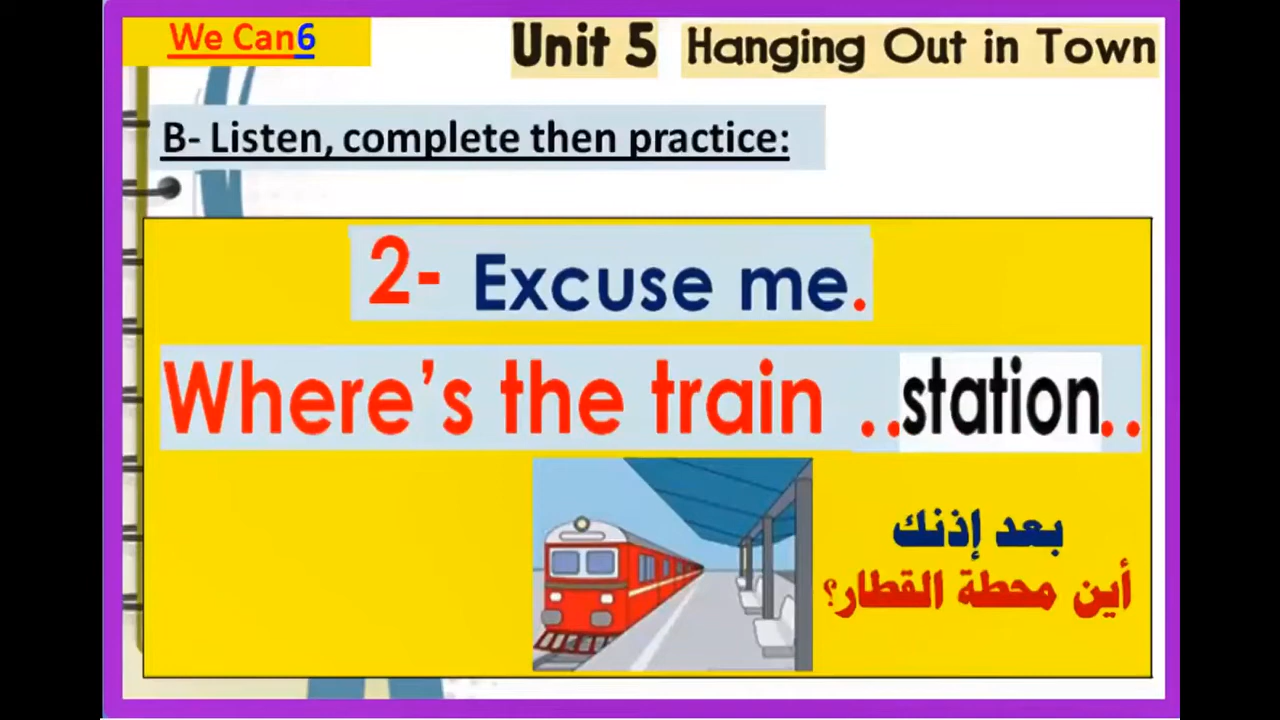 We Can6
Unit 5 Hanging Out in Town
B- Listen, complete then practice:
2- Excuse me.
Where's the train ..station..
بعد إذنك
أين محطة القطار؟